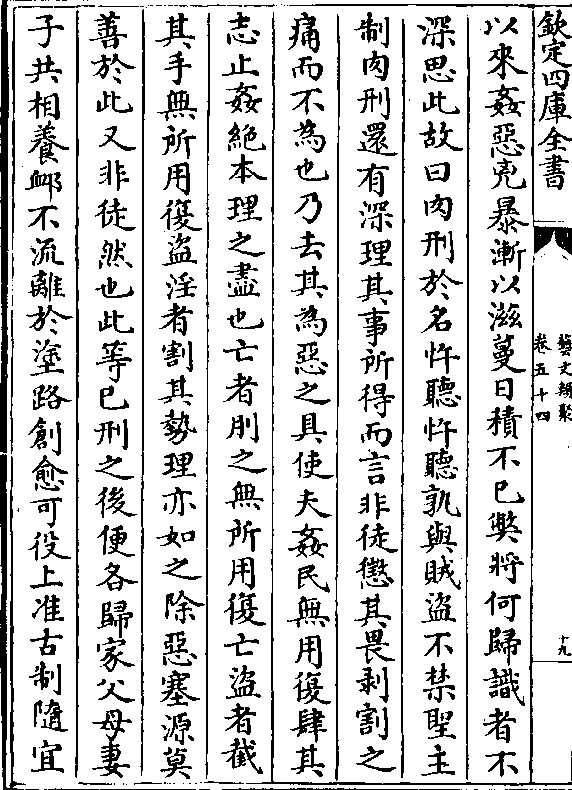 欽定四庫全書
藝文類聚
卷五十四
十九
以來姦惡兇暴漸以滋蔓日積不已獘將何歸識者不
深思此故曰肉刑於名忤聽忤聽孰與賊盜不禁聖主
制肉刑還有深理其事所得而言非徒懲其畏剥割之
痛而不為也乃去其為惡之具使夫姦民無用復肆其
志止姦絕本理之盡也亡者刖之無所用復亡盜者截
其手無所用復盜淫者割其勢理亦如之除惡塞源莫
善於此又非徒然也此等已刑之後便各歸家父母妻
子共相養䘏不流離於塗路創愈可役上准古制隨宜